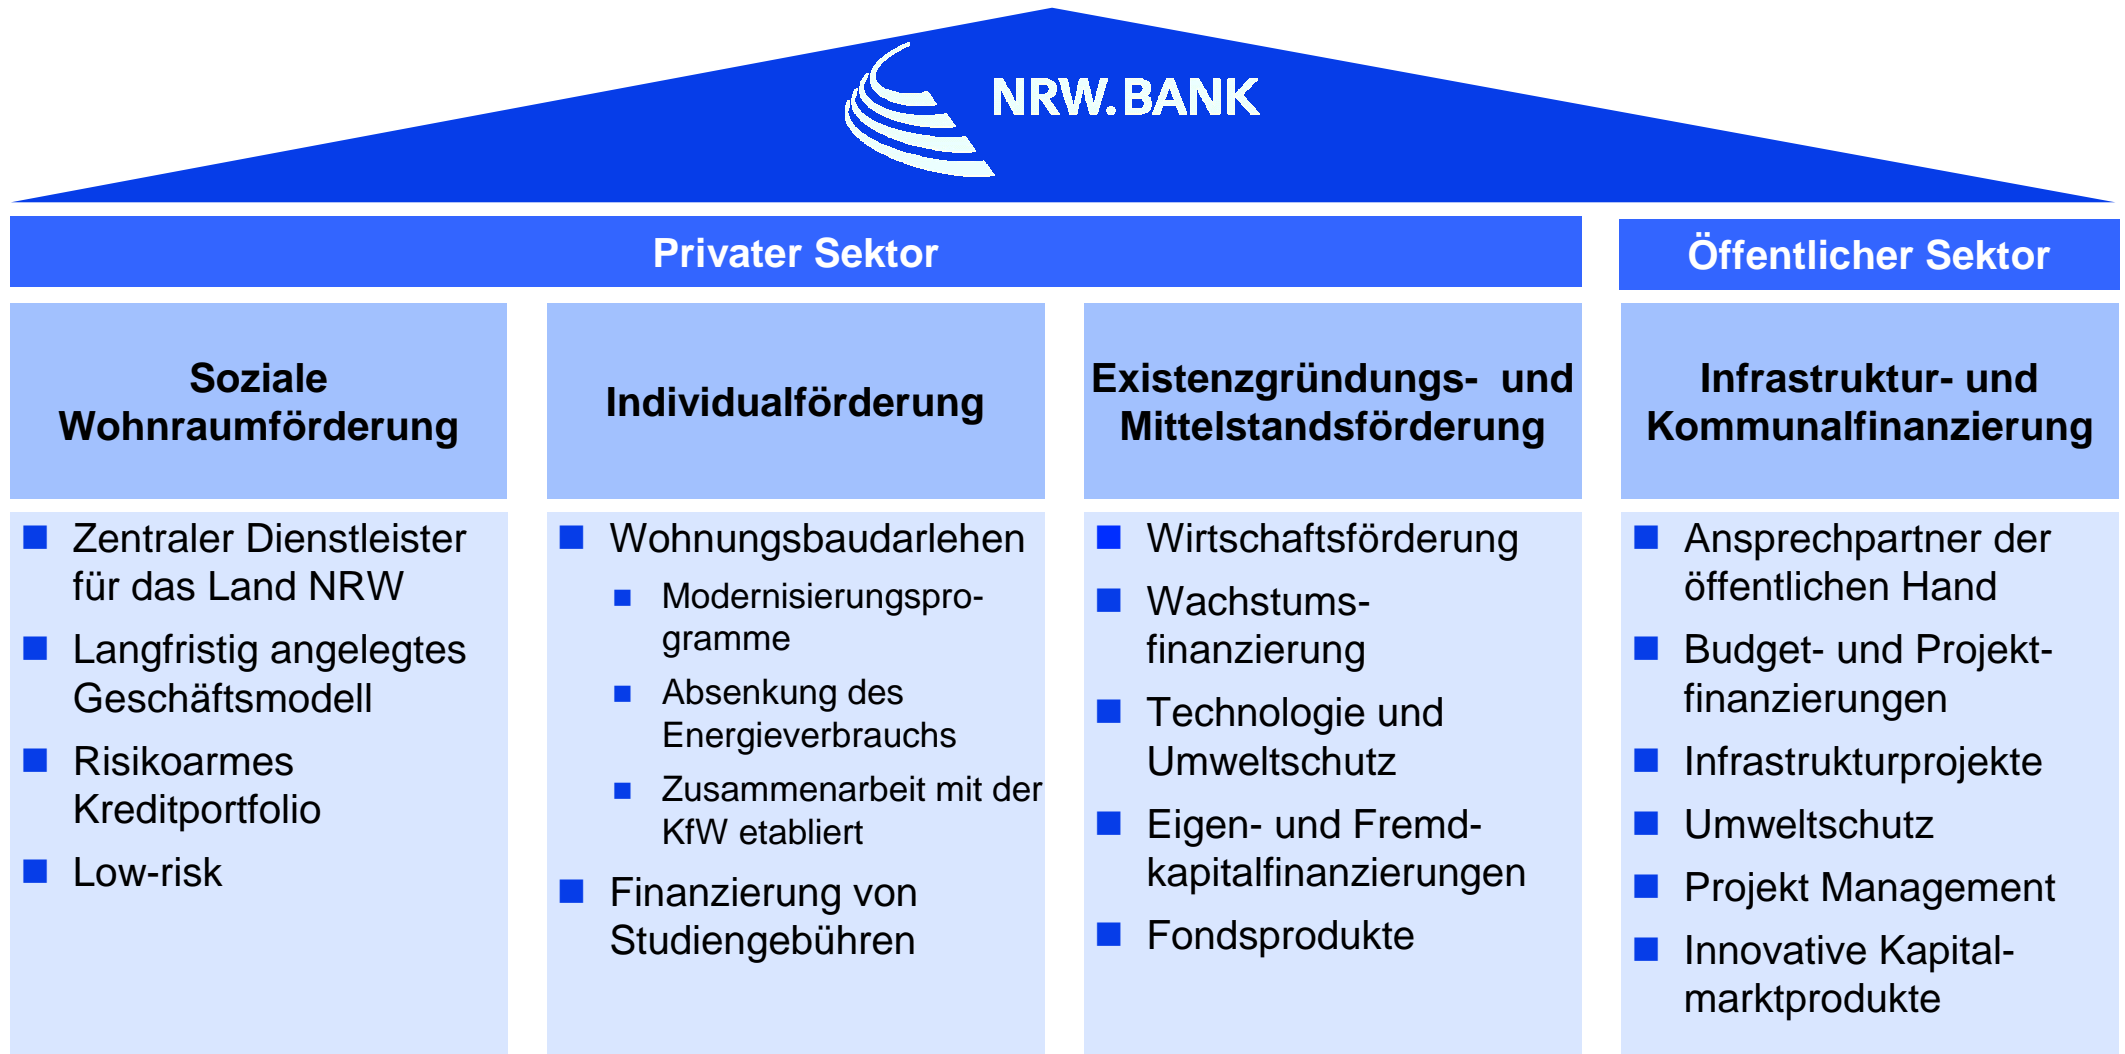 NRW.BANK
Privater Sektor
Öffentlicher Sektor
Soziale
Wohnraumförderung
Individualförderung
Existenzgründungs- und
Mittelstandsförderung
Infrastruktur- und
Kommunalfinanzierung
Zentraler Dienstleister
für das Land NRW
Langfristig angelegtes
Geschäftsmodell
Risikoarmes
Kreditportfolio
Low-risk
Wohnungsbaudarlehen
Modernisierungspro-
gramme
Absenkung des
Energieverbrauchs
Zusammenarbeit mit der
KfW etabliert
Finanzierung von
Studiengebühren
Wirtschaftsförderung
Wachstums-
finanzierung
Technologie und
Umweltschutz
Eigen- und Fremd-
kapitalfinanzierungen
Fondsprodukte
Ansprechpartner der
öffentlichen Hand
Budget- und Projekt-
finanzierungen
Infrastrukturprojekte
Umweltschutz
Projekt Management
Innovative Kapital-
marktprodukte